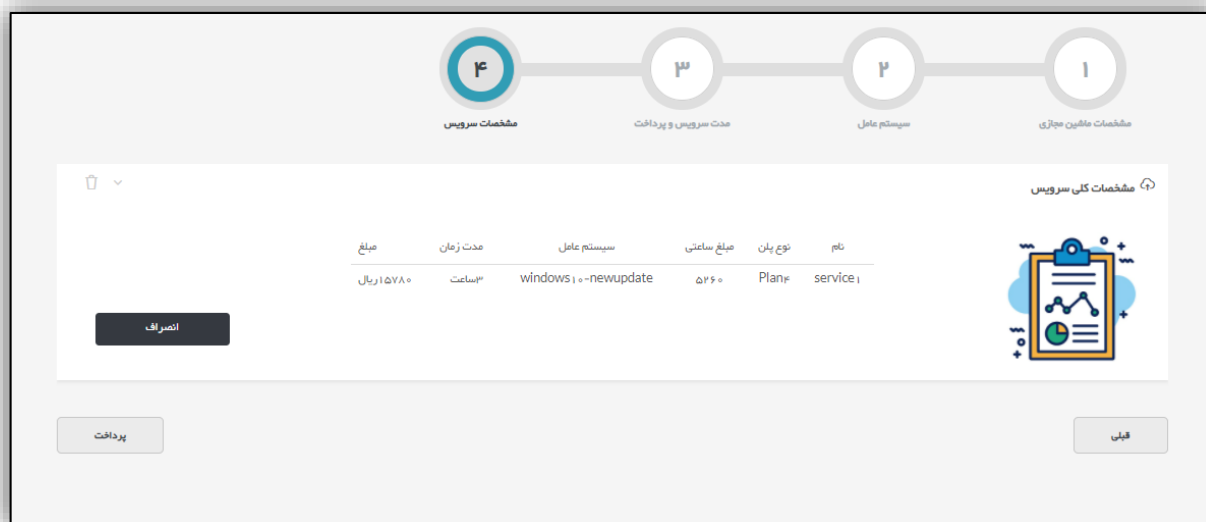 ۱ ۲ ۳ ۴
مشخصات ماشین مجازی سیستم عامل مدت سرویس و پرداخت مشخصات سرویس
مشخصات کلی سرویس
نام نوع پلن مبلغ ساعتی سیستم عامل مدت زمان مبلغ
service۱ Plan۴ ۵۲۶۰ windows۱۰-newupdate ۳ساعت ۱۵۷۸۰ریال
انصراف
قبلی پرداخت